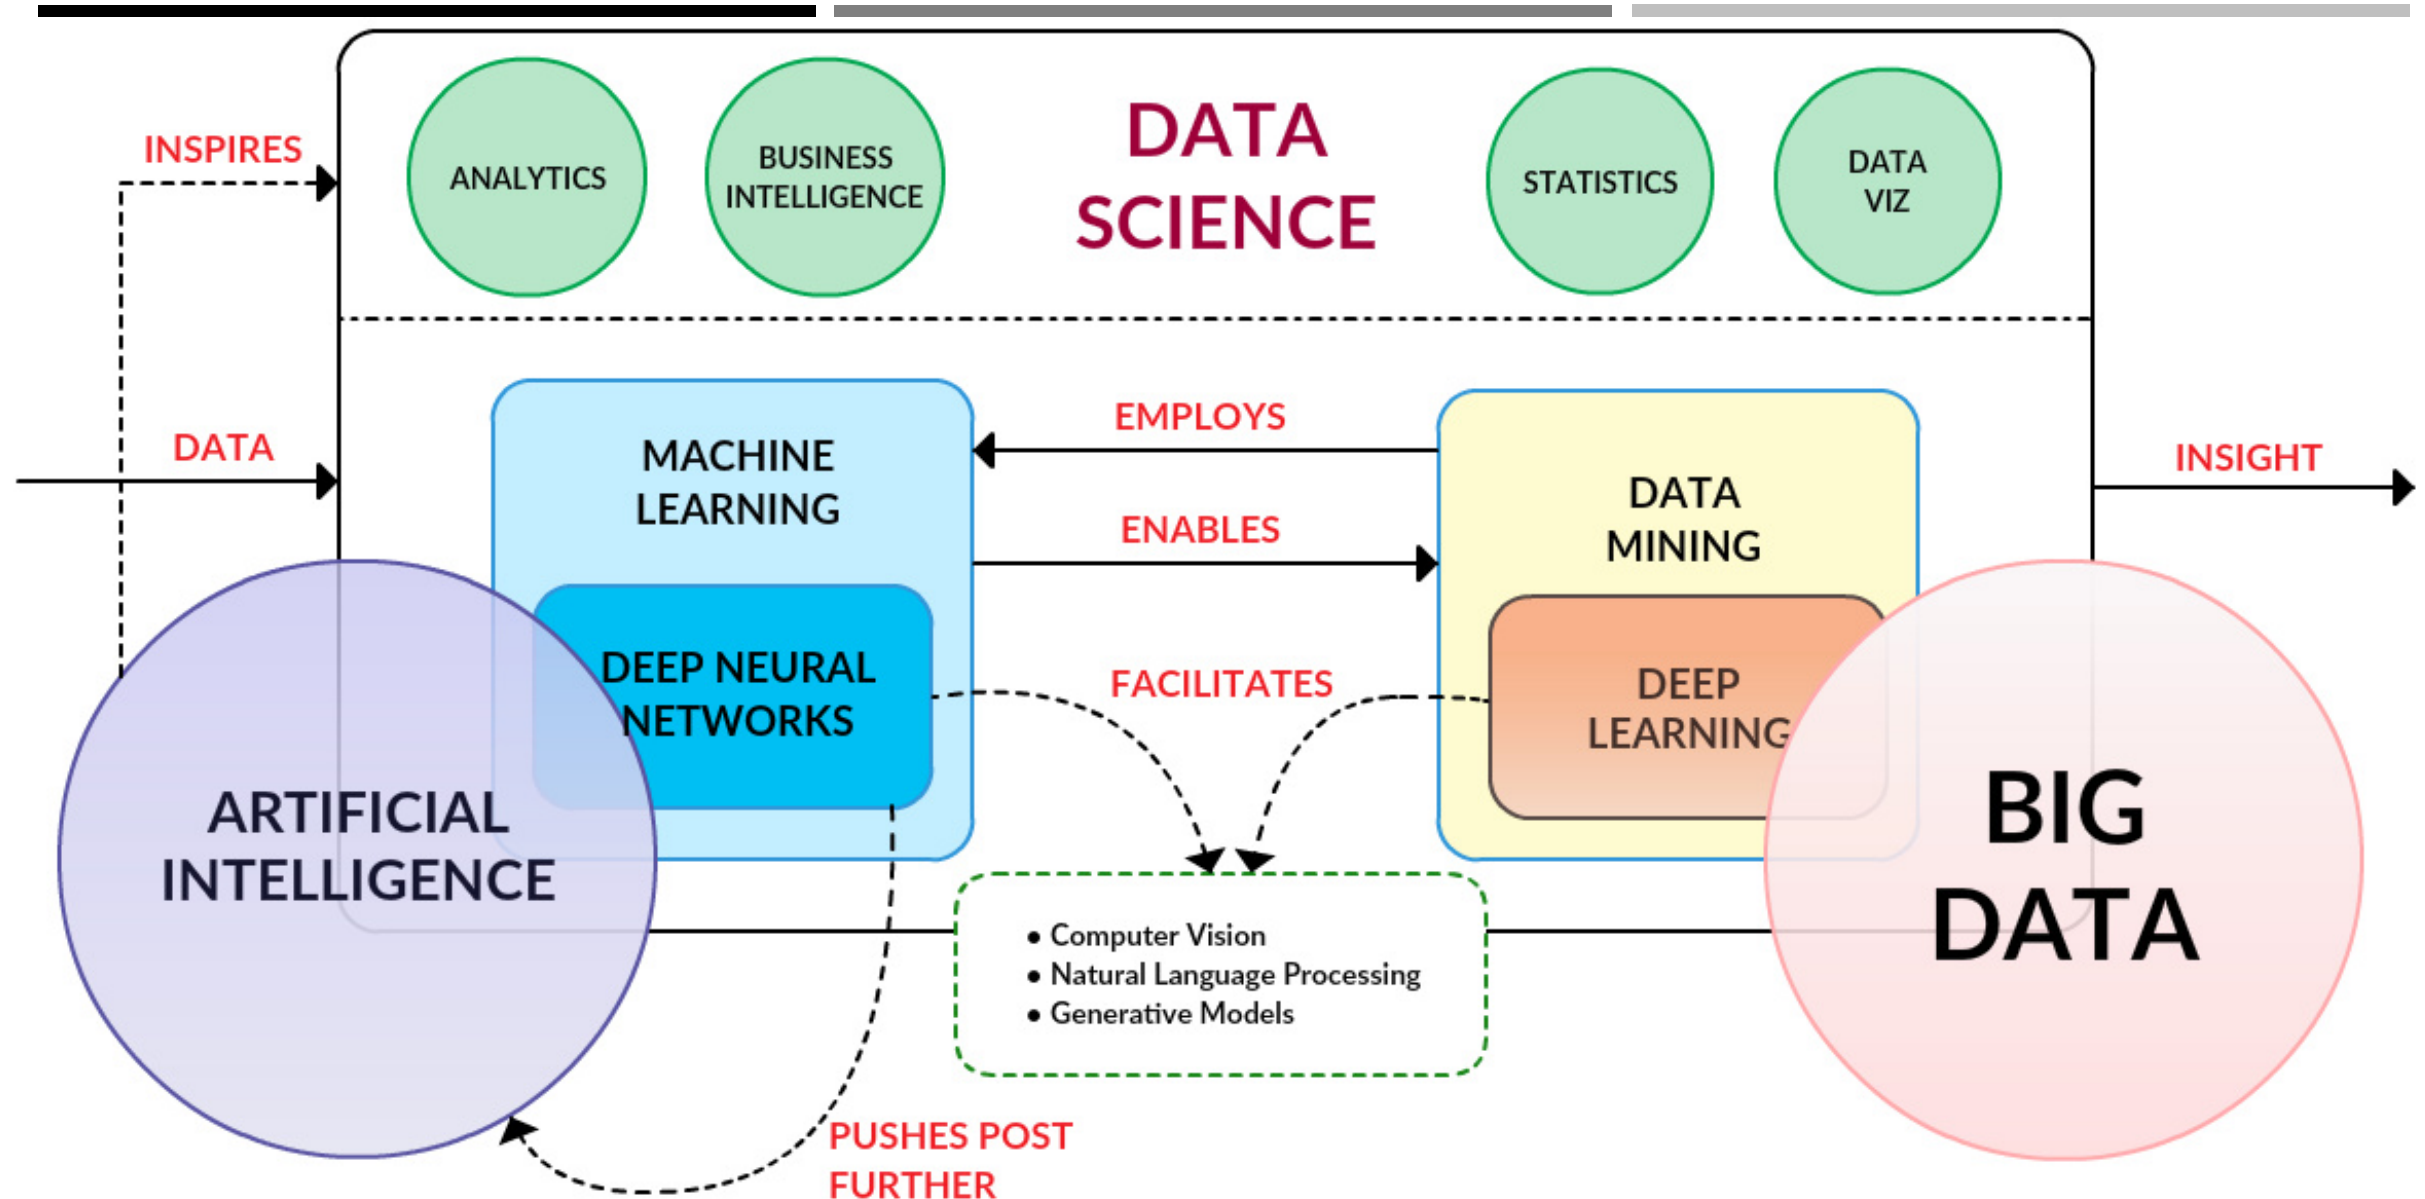 DATA
SCIENCE
ANALYTICS
BUSINESS
INTELLIGENCE
STATISTICS
DATA
VIZ
INSPIRES
DATA
MACHINE
LEARNING
EMPLOYS
ENABLES
DATA
MINING
INSIGHT
DEEP NEURAL
NETWORKS
FACILITATES
DEEP
LEARNING
ARTIFICIAL
INTELLIGENCE
BIG
DATA
• Computer Vision
• Natural Language Processing
• Generative Models
PUSHES POST
FURTHER